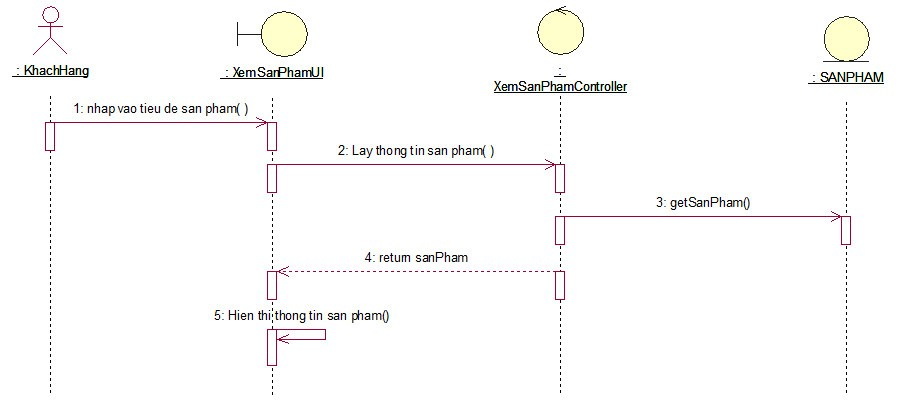 : KhachHang
: XemSanPhamUI
:
XemSanPhamController
: SANPHAM
1: nhap vao tieu de san pham( )
2: Lay thong tin san pham( )
3: getSanPham()
4: return sanPham
5: Hien thi thong tin san pham()